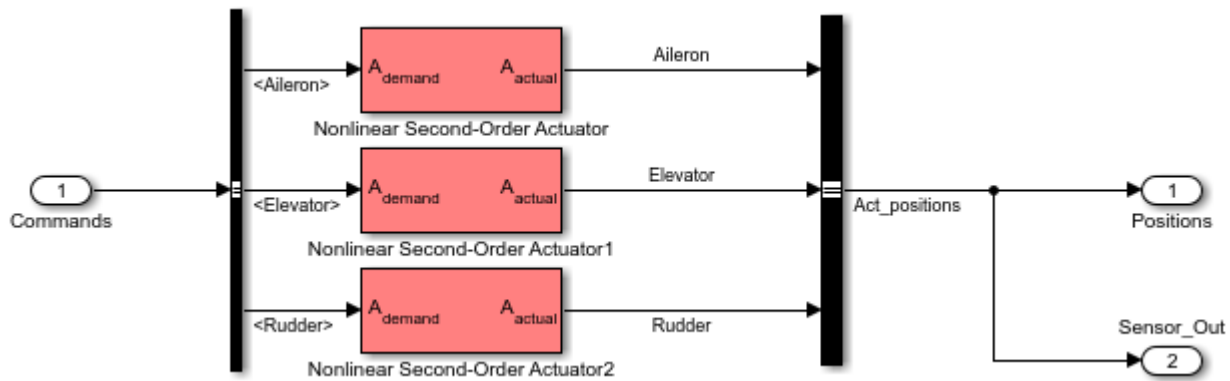 Aileron
<Aileron>
A_demand A_actual
Nonlinear Second-Order Actuator
1
Commands
Elevator
<Elevator>
A_demand A_actual
Nonlinear Second-Order Actuator1
Act_positions
1
Positions
<Rudder>
A_demand A_actual
Rudder
Nonlinear Second-Order Actuator2
Sensor_Out
2